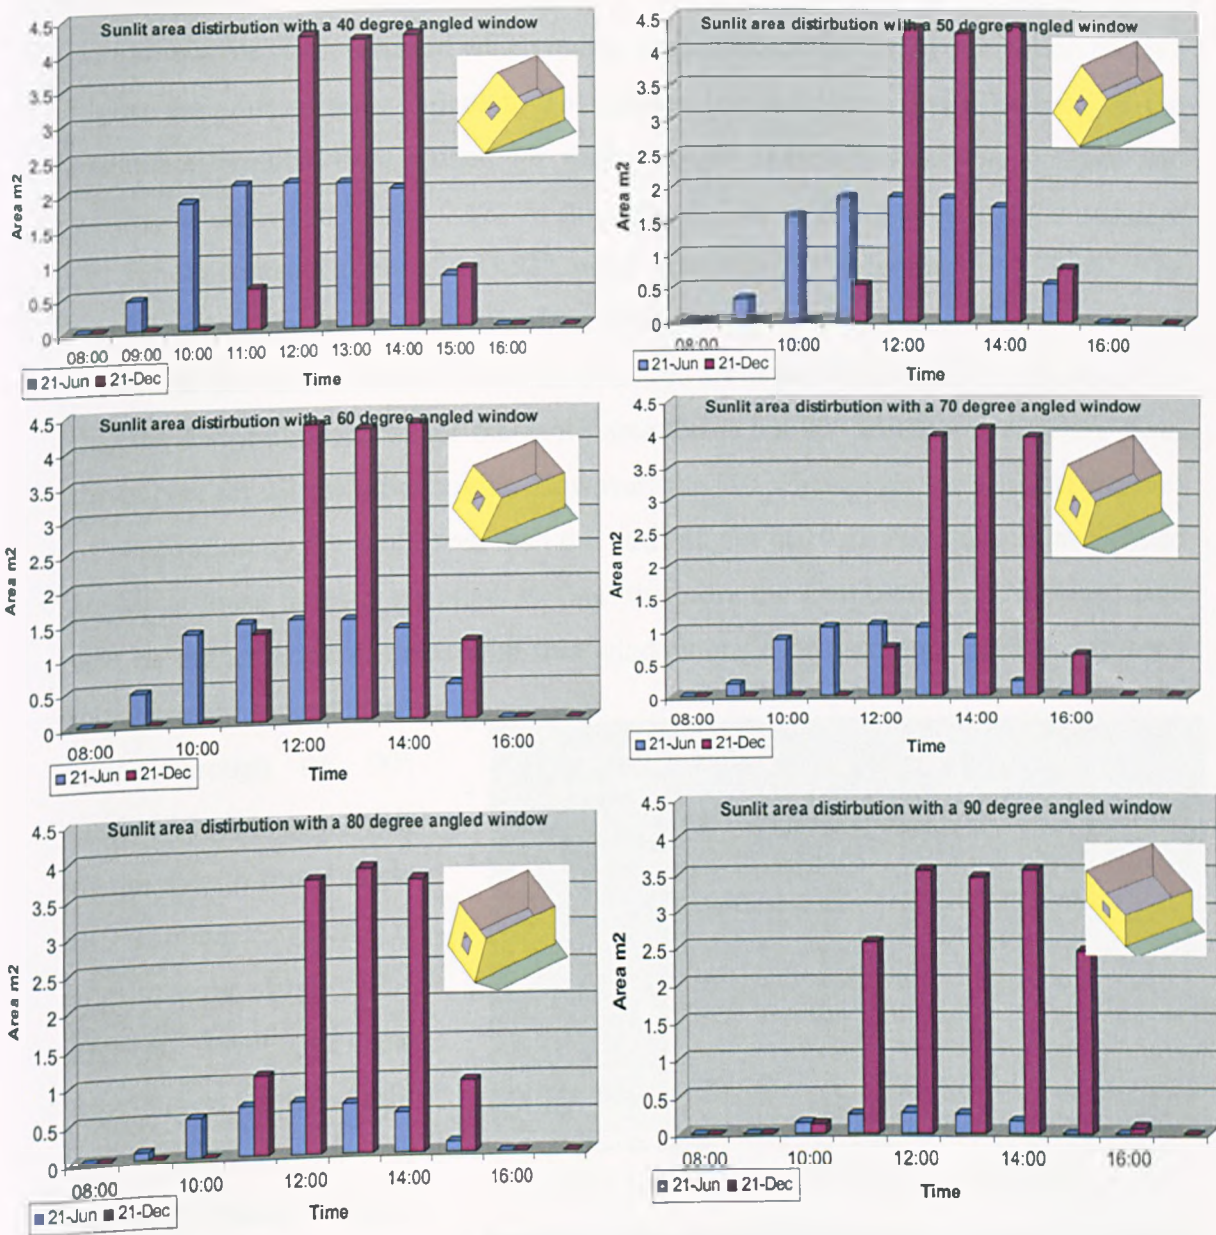 Sunlit area distirbution with a 40 degree angled window
4.5
4
3.5
3
2.5
2
1.5
1
0.5
0
Area m2
08:00 09:00 10:00 11:00 12:00 13:00 14:00 15:00 16:00
Time
21-Jun 21-Dec
Sunlit area distirbution with a 50 degree angled window
4.5
4
3.5
3
2.5
2
1.5
1
0.5
0
Area m2
08:00 10:00 12:00 14:00 16:00
Time
21-Jun 21-Dec
Sunlit area distirbution with a 60 degree angled window
4.5
4
3.5
3
2.5
2
1.5
1
0.5
0
Area m2
08:00 10:00 12:00 14:00 16:00
Time
21-Jun 21-Dec
Sunlit area distirbution with a 70 degree angled window
4.5
4
3.5
3
2.5
2
1.5
1
0.5
0
Area m2
08:00 10:00 12:00 14:00 16:00
Time
21-Jun 21-Dec
Sunlit area distirbution with a 80 degree angled window
4.5
4
3.5
3
2.5
2
1.5
1
0.5
0
Area m2
08:00 10:00 12:00 14:00 16:00
Time
21-Jun 21-Dec
Sunlit area distirbution with a 90 degree angled window
4.5
4
3.5
3
2.5
2
1.5
1
0.5
0
Area m2
08:00 10:00 12:00 14:00 16:00
Time
21-Jun 21-Dec